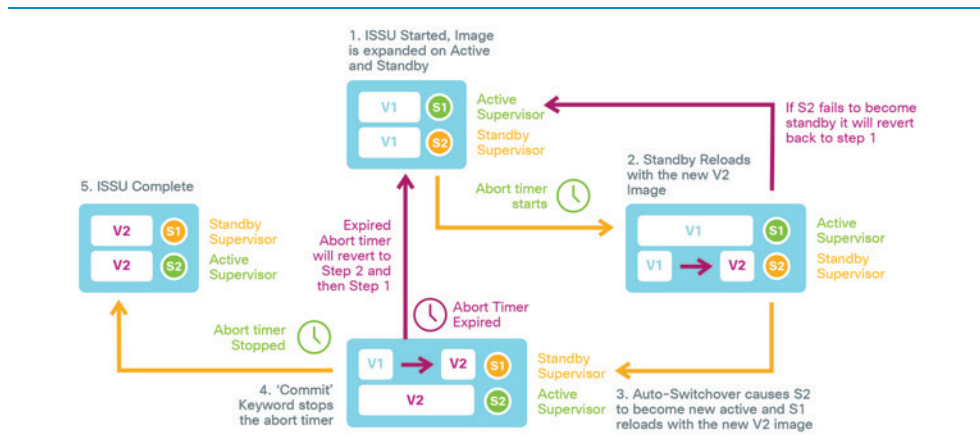 1. ISSU Started, Image
is expanded on Active
and Standby
V1
S1
Active
Supervisor
V1
S2
Standby
Supervisor
If S2 fails to become
standby it will revert
back to step 1
Abort timer
starts
2. Standby Reloads
with the new V2
Image
V1
S1
Active
Supervisor
V1
V2
S2
Standby
Supervisor
3. Auto-Switchover causes S2
to become new active and S1
reloads with the new V2 image
V1
V2
S1
Standby
Supervisor
V2
S2
Active
Supervisor
Expired
Abort timer
will revert to
Step 2 and
then Step 1
Abort Timer
Expired
4. 'Commit'
Keyword stops
the abort timer
Abort timer
Stopped
5. ISSU Complete
V2
S1
Standby
Supervisor
V2
S2
Active
Supervisor